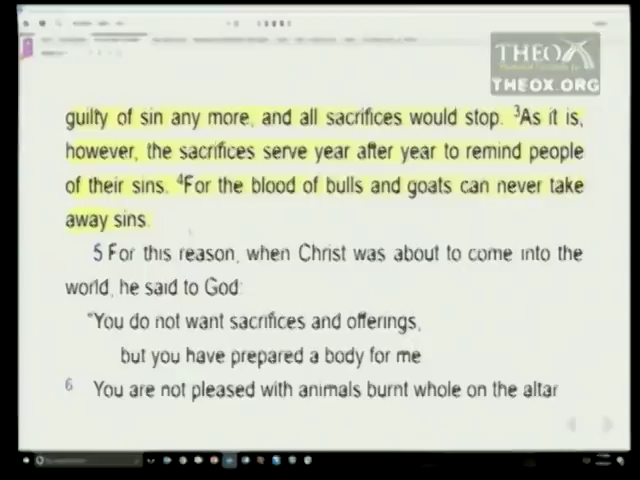 THEOX
THEOX.ORG
guilty of sin any more, and all sacrifices would stop. ³As it is,
however, the sacrifices serve year after year to remind people
of their sins. ⁴For the blood of bulls and goats can never take
away sins.
5 For this reason, when Christ was about to come into the
world, he said to God
"You do not want sacrifices and offerings,
but you have prepared a body for me
6 You are not pleased with animals burnt whole on the altar